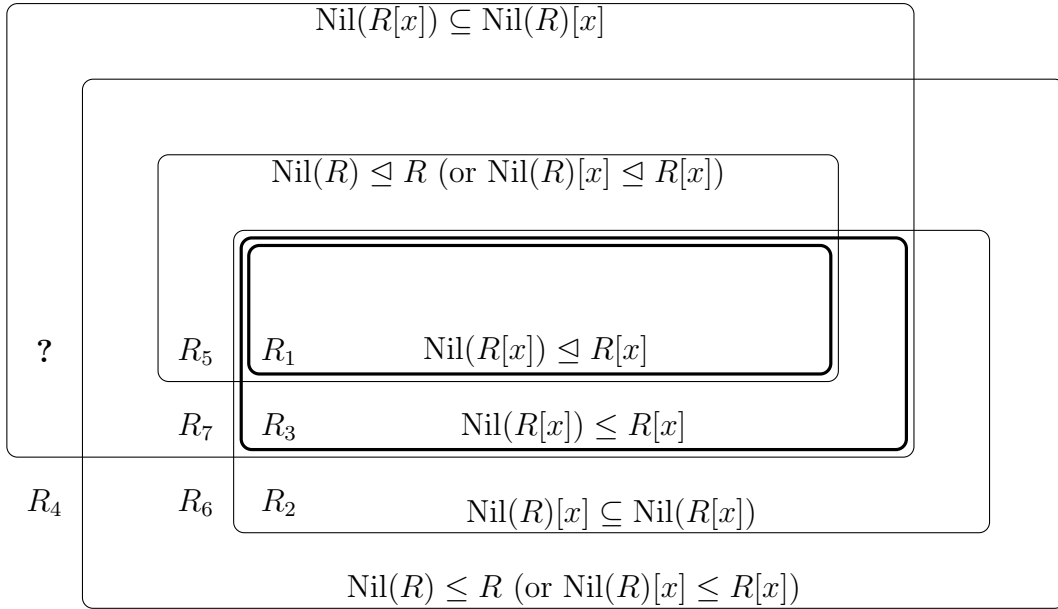 Nil(R[x]) ⊆ Nil(R)[x]
Nil(R) ⊴ R (or Nil(R)[x] ⊴ R[x])
? R₅ R₁ Nil(R[x]) ⊴ R[x]
R₇ R₃ Nil(R[x]) ≤ R[x]
R₄ R₆ R₂ Nil(R)[x] ⊆ Nil(R[x])
Nil(R) ≤ R (or Nil(R)[x] ≤ R[x])